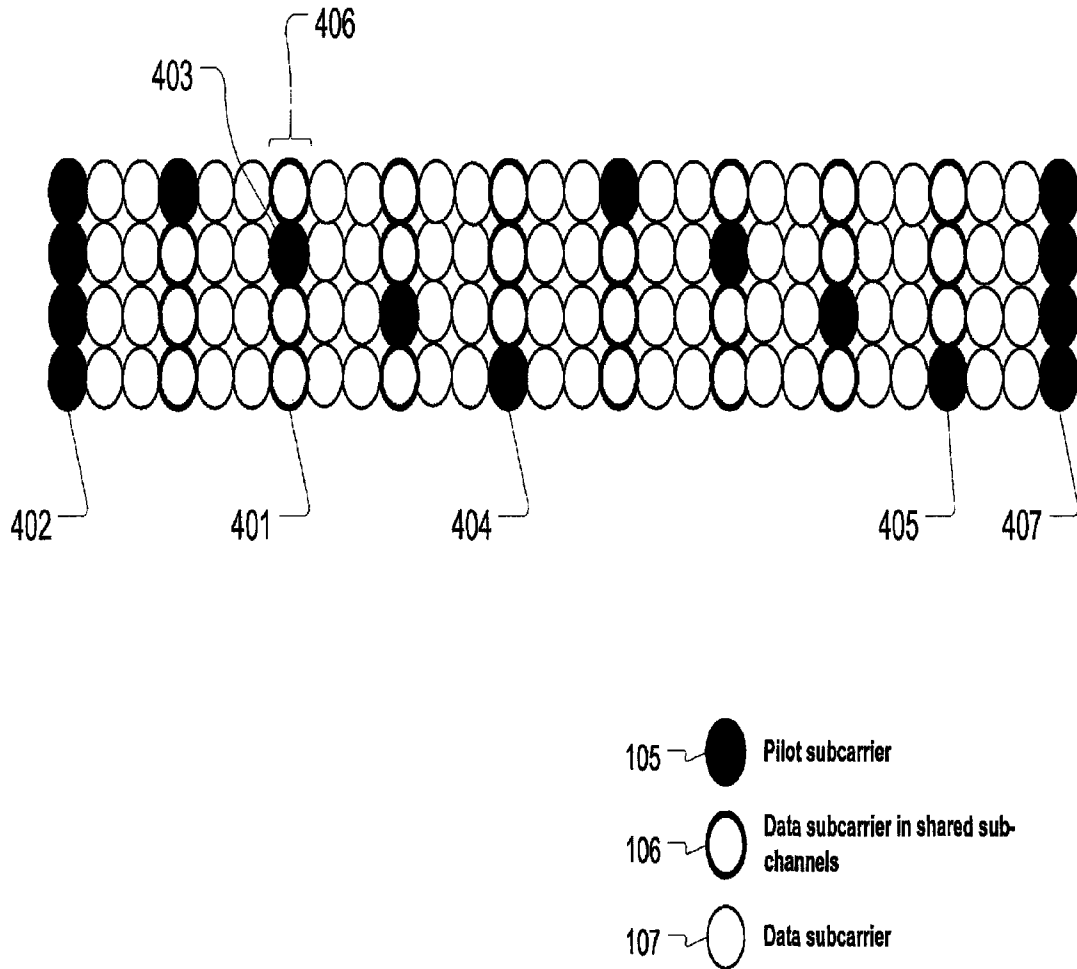 406
403
402
401
404
405
407
105 Pilot subcarrier
106 Data subcarrier in shared sub-
channels
107 Data subcarrier